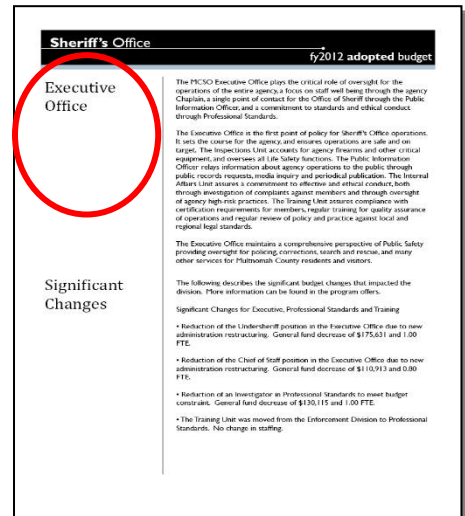 Sheriff's Office
fy2012 adopted budget
Executive
Office
The MCSO Executive Office plays the critical role of oversight for the
operations of the entire agency, a focus on staff well being through the agency
Chaplain, a single point of contact for the Office of Sheriff through the Public
Information Officer, and a commitment to standards and ethical conduct
through Professional Standards.
The Executive Office is the first point of policy for Sheriff's Office operations.
It sets the course for the agency, and ensures operations are safe and on
target. The Inspections Unit accounts for agency firearms and other critical
equipment, and oversees all Life Safety functions. The Public Information
Officer relays information about agency operations to the public through
public records requests, media inquiry and periodical publication. The Internal
Affairs Unit assures a commitment to effective and ethical conduct, both
through investigation of complaints against members and through oversight
of agency high-risk practices. The Training Unit assures compliance with
certification requirements for members, regular training for quality assurance
of operations and regular review of policy and practice against local and
regional legal standards.
The Executive Office maintains a comprehensive perspective of Public Safety
providing oversight for policing, corrections, search and rescue, and many
other services for Multnomah County residents and visitors.
Significant
Changes
The following describes the significant budget changes that impacted the
division. More information can be found in the program offers.
Significant Changes for Executive, Professional Standards and Training
• Reduction of the Undersheriff position in the Executive Office due to new
administration restructuring. General fund decrease of $175,631 and 1.00
FTE.
• Reduction of the Chief of Staff position in the Executive Office due to new
administration restructuring. General fund decrease of $110,913 and 0.80
FTE.
• Reduction of an Investigator in Professional Standards to meet budget
constraint. General fund decrease of $130,115 and 1.00 FTE.
• The Training Unit was moved from the Enforcement Division to Professional
Standards. No change in staffing.